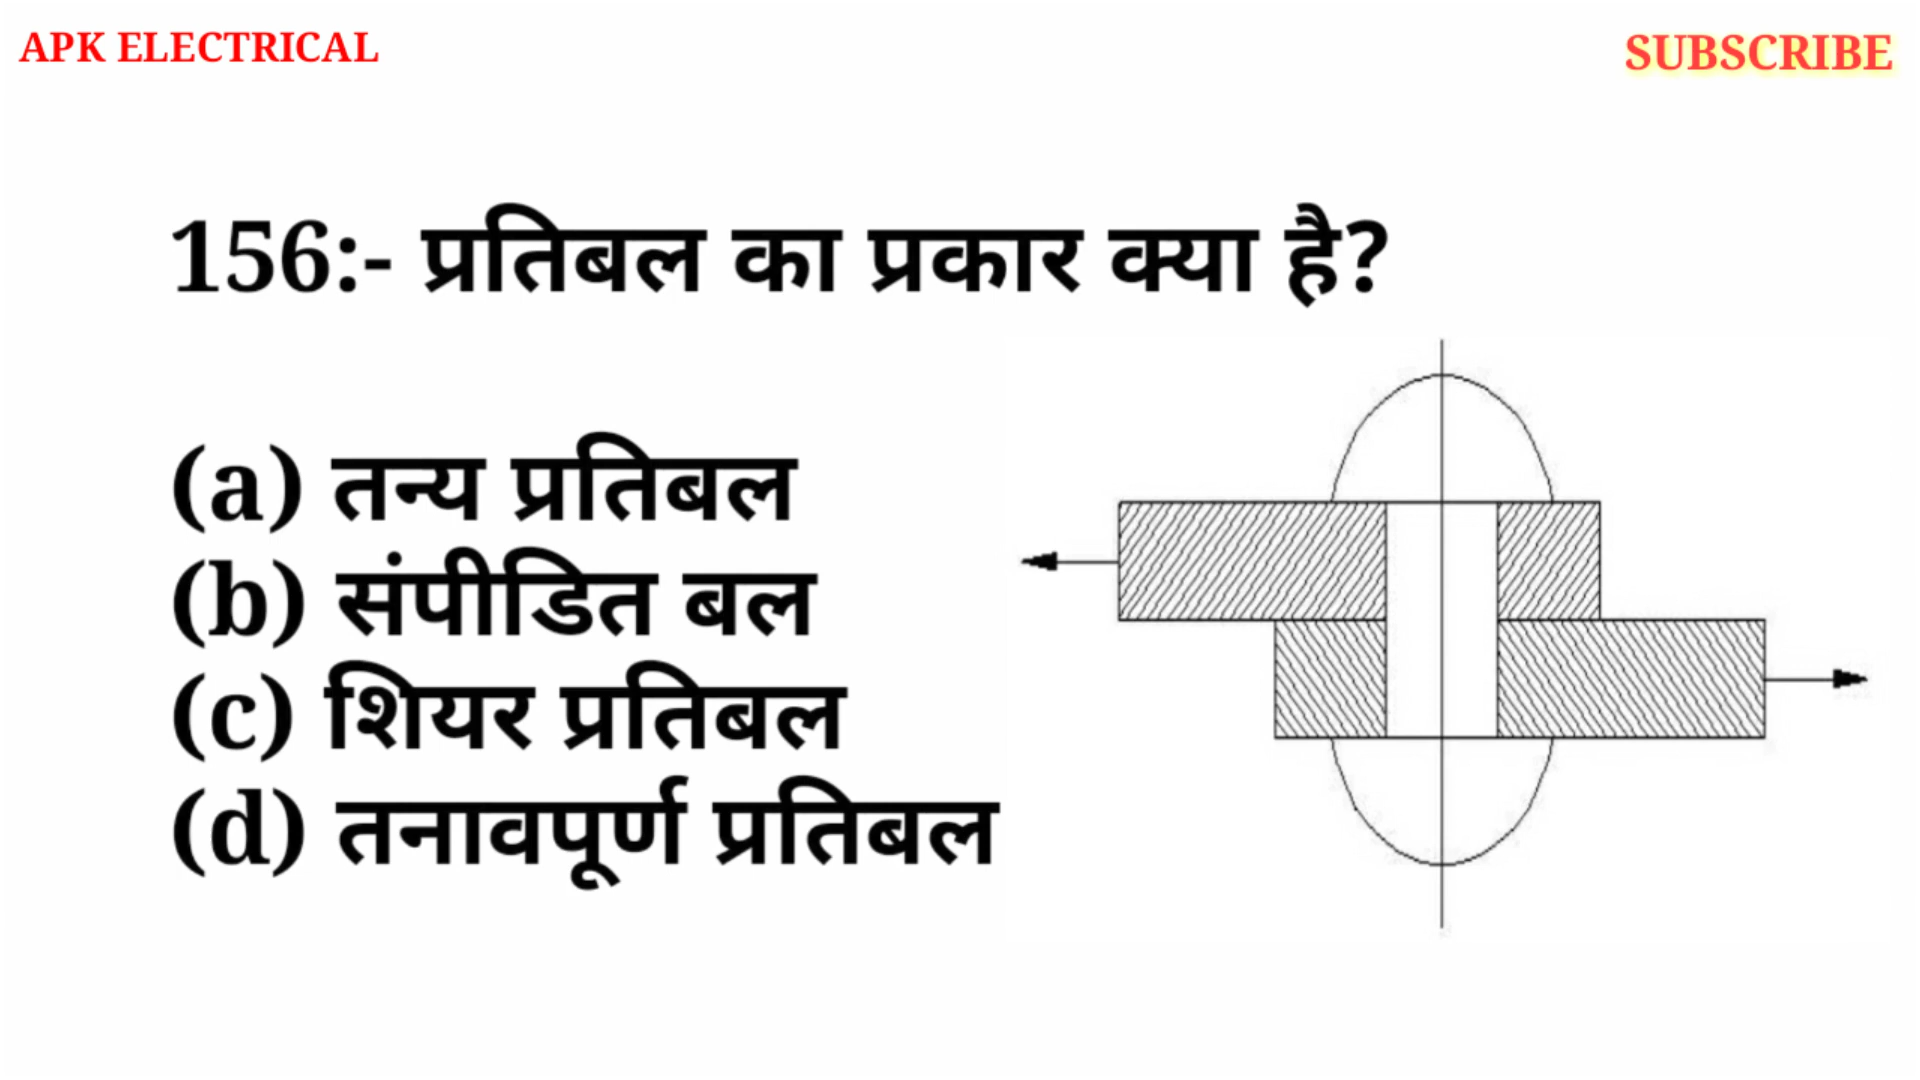 APK ELECTRICAL
SUBSCRIBE
156:- प्रतिबल का प्रकार क्या है?
(a) तन्य प्रतिबल
(b) संपीडित बल
(c) शियर प्रतिबल
(d) तनावपूर्ण प्रतिबल